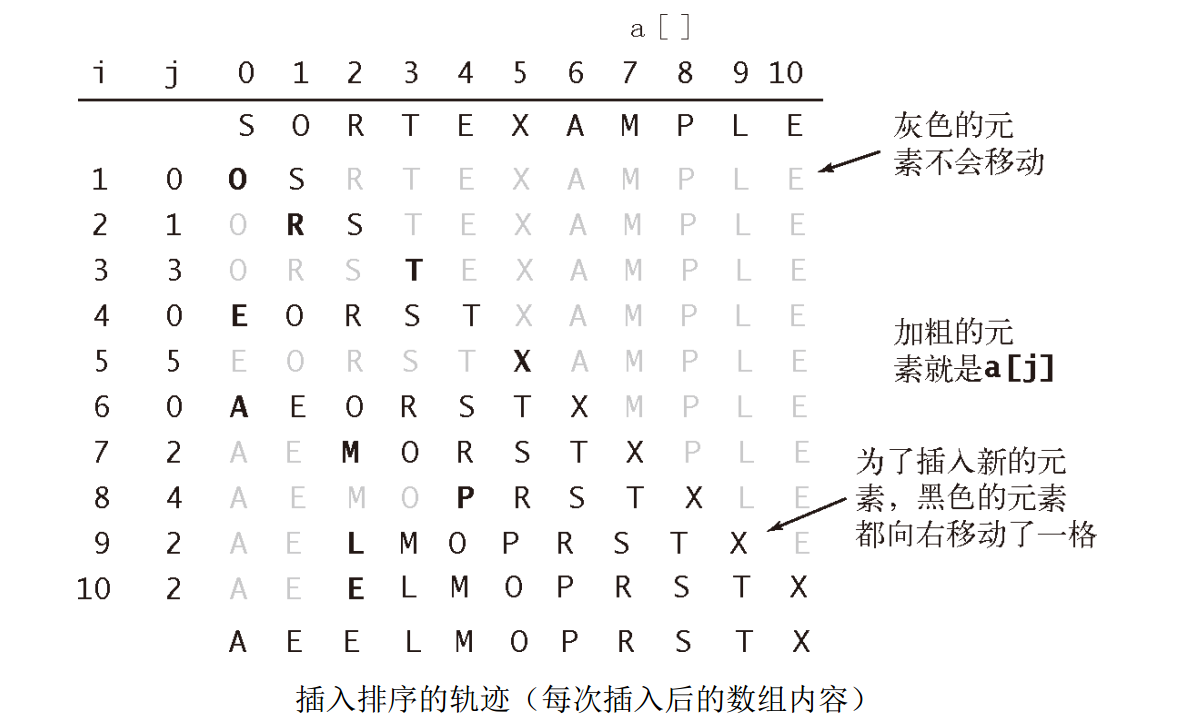 a[]
i j 0 1 2 3 4 5 6 7 8 9 10
S O R T E X A M P L E
灰色的元
素不会移动
1 0 O S R T E X A M P L E
2 1 O R S T E X A M P L E
3 3 O R S T E X A M P L E
4 0 E O R S T X A M P L E
加粗的元
素就是a[j]
5 5 E O R S T X A M P L E
6 0 A E O R S T X M P L E
7 2 A E M O R S T X P L E
为了插入新的元
素，黑色的元素
都向右移动了一格
8 4 A E M O P R S T X L E
9 2 A E L M O P R S T X E
10 2 A E E L M O P R S T X
A E E L M O P R S T X
插入排序的轨迹（每次插入后的数组内容）